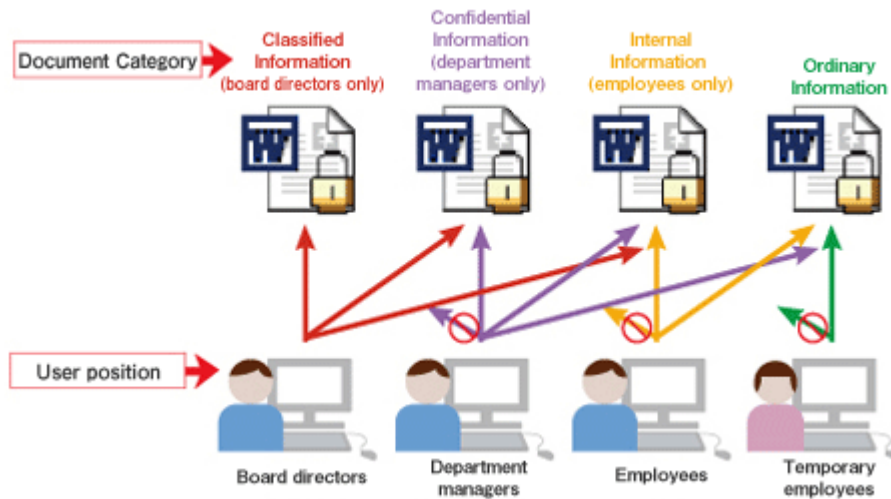 Document Category
Classified
Information
(board directors only)
Confidential
Information
(department
managers only)
Internal
Information
(employees only)
Ordinary
Information
W
W
W
W
User position
Board directors
Department
managers
Employees
Temporary
employees